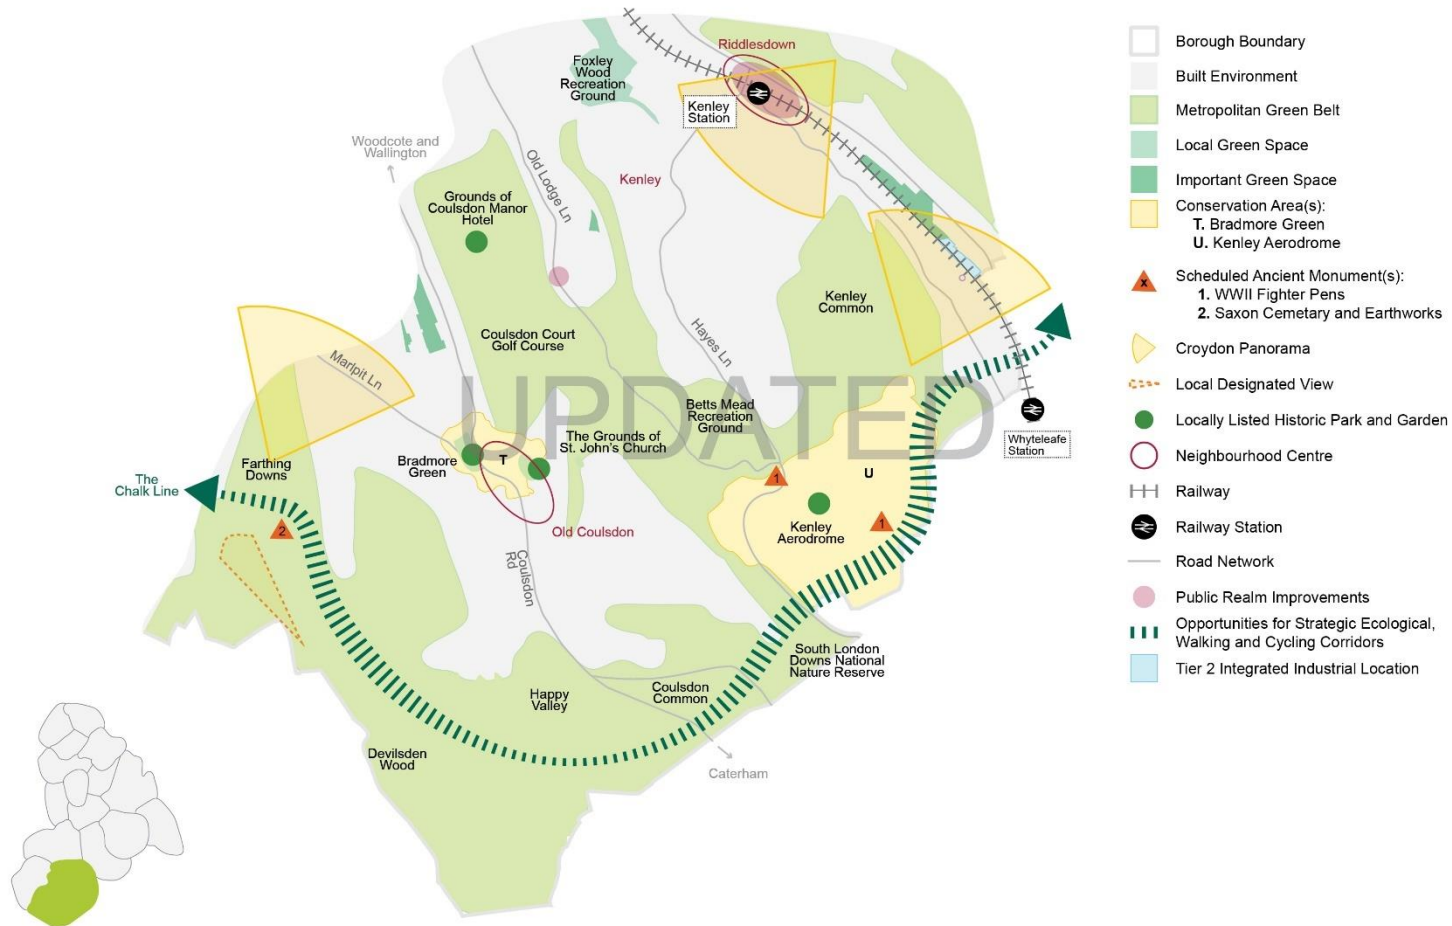 Riddlesdown
Foxley
Wood
Recreation
Ground
Kenley
Station
Woodcote and
Wallington
Old Lodge Ln
Kenley
Grounds of
Coulsdon Manor
Hotel
Kenley
Common
Coulsdon Court
Golf Course
Hayes Ln
Marlpit Ln
UPDATED
Betts Mead
Recreation
Ground
Whyteleafe
Station
The Grounds of
St. John's Church
Bradmore
Green
T
U
Farthing
Downs
The
Chalk Line
1
2
Kenley
Aerodrome
1
Old Coulsdon
Coulsdon
Rd
South London
Downs National
Nature Reserve
Happy
Valley
Coulsdon
Common
Devilsden
Wood
Caterham
Borough Boundary
Built Environment
Metropolitan Green Belt
Local Green Space
Important Green Space
Conservation Area(s):
T. Bradmore Green
U. Kenley Aerodrome
x
Scheduled Ancient Monument(s):
1. WWII Fighter Pens
2. Saxon Cemetary and Earthworks
Croydon Panorama
Local Designated View
Locally Listed Historic Park and Garden
Neighbourhood Centre
Railway
Railway Station
Road Network
Public Realm Improvements
Opportunities for Strategic Ecological,
Walking and Cycling Corridors
Tier 2 Integrated Industrial Location